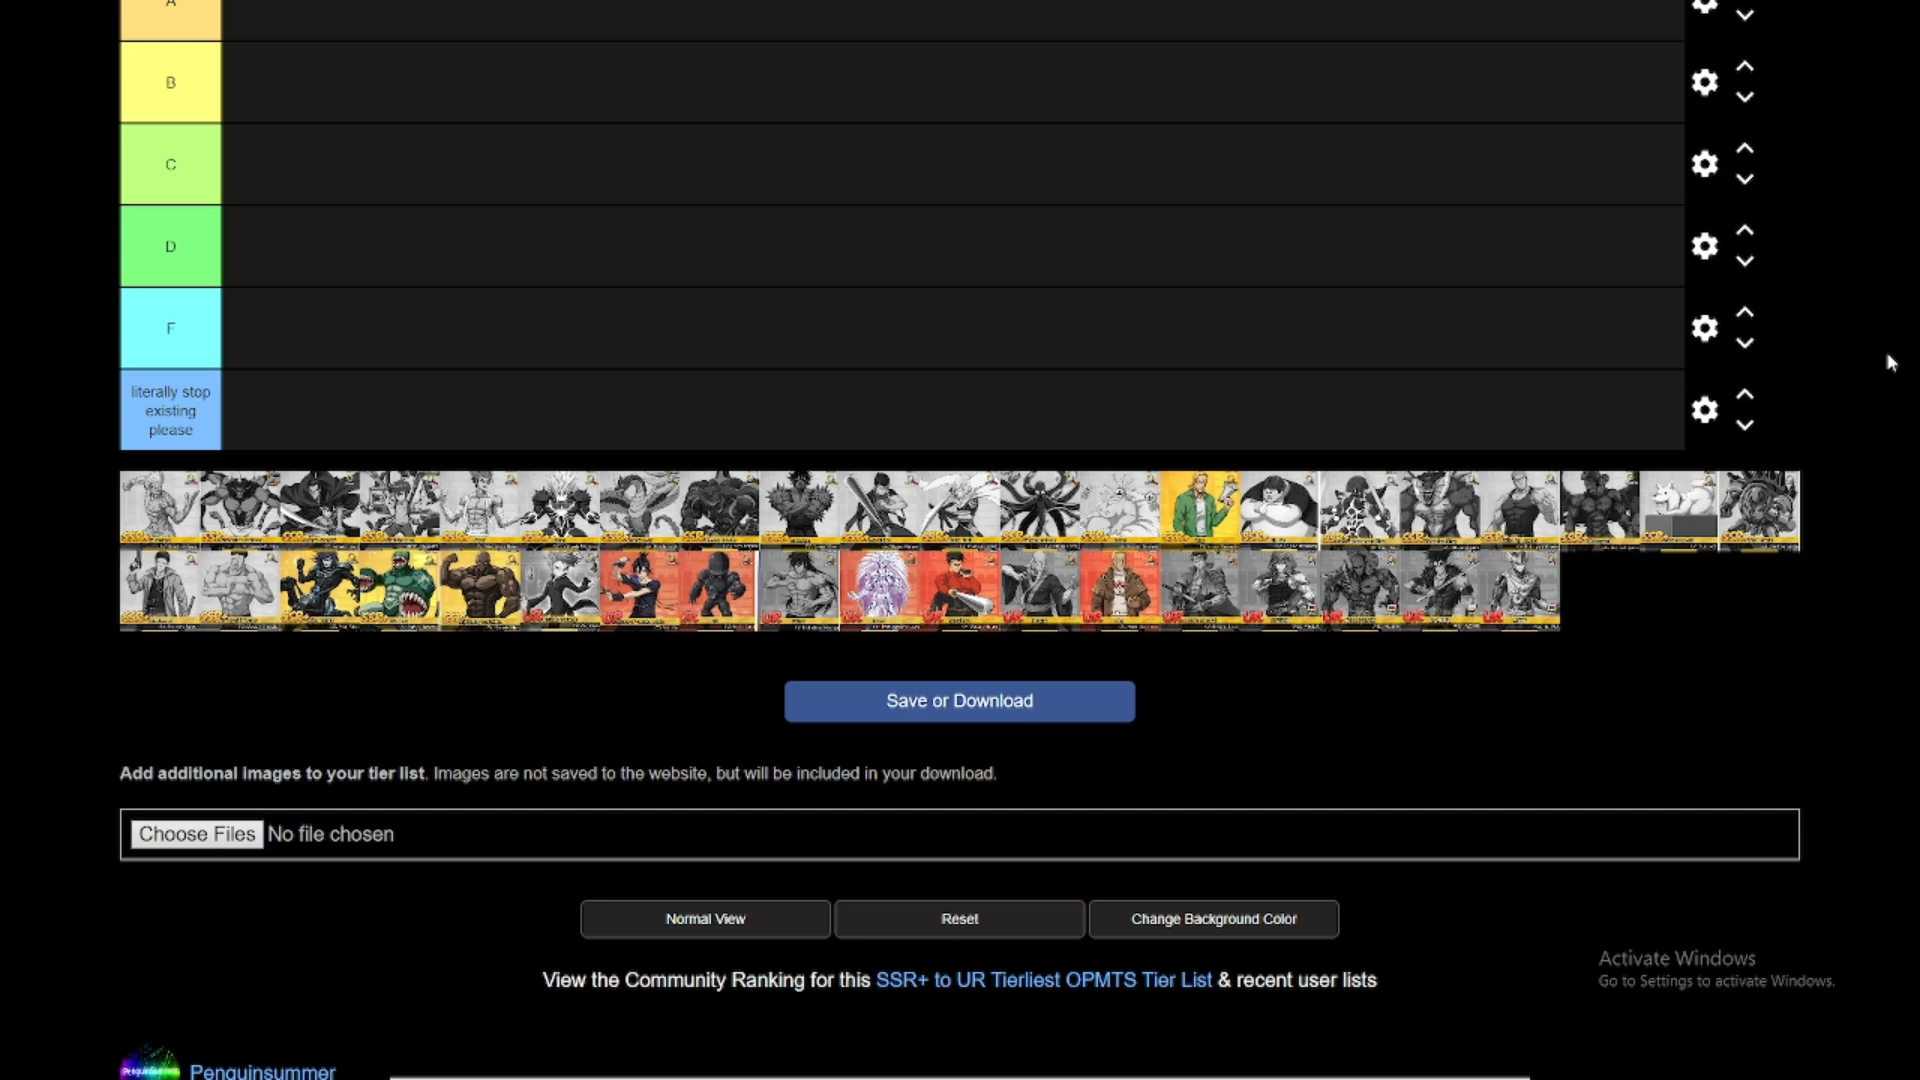 A
B
C
D
F
literally stop
existing
please
Save or Download
Add additional images to your tier list. Images are not saved to the website, but will be included in your download.
Choose Files No file chosen
Normal View
Reset
Change Background Color
Activate Windows
Go to Settings to activate Windows.
View the Community Ranking for this SSR+ to UR Tierliest OPMTS Tier List & recent user lists
Penguinsummer